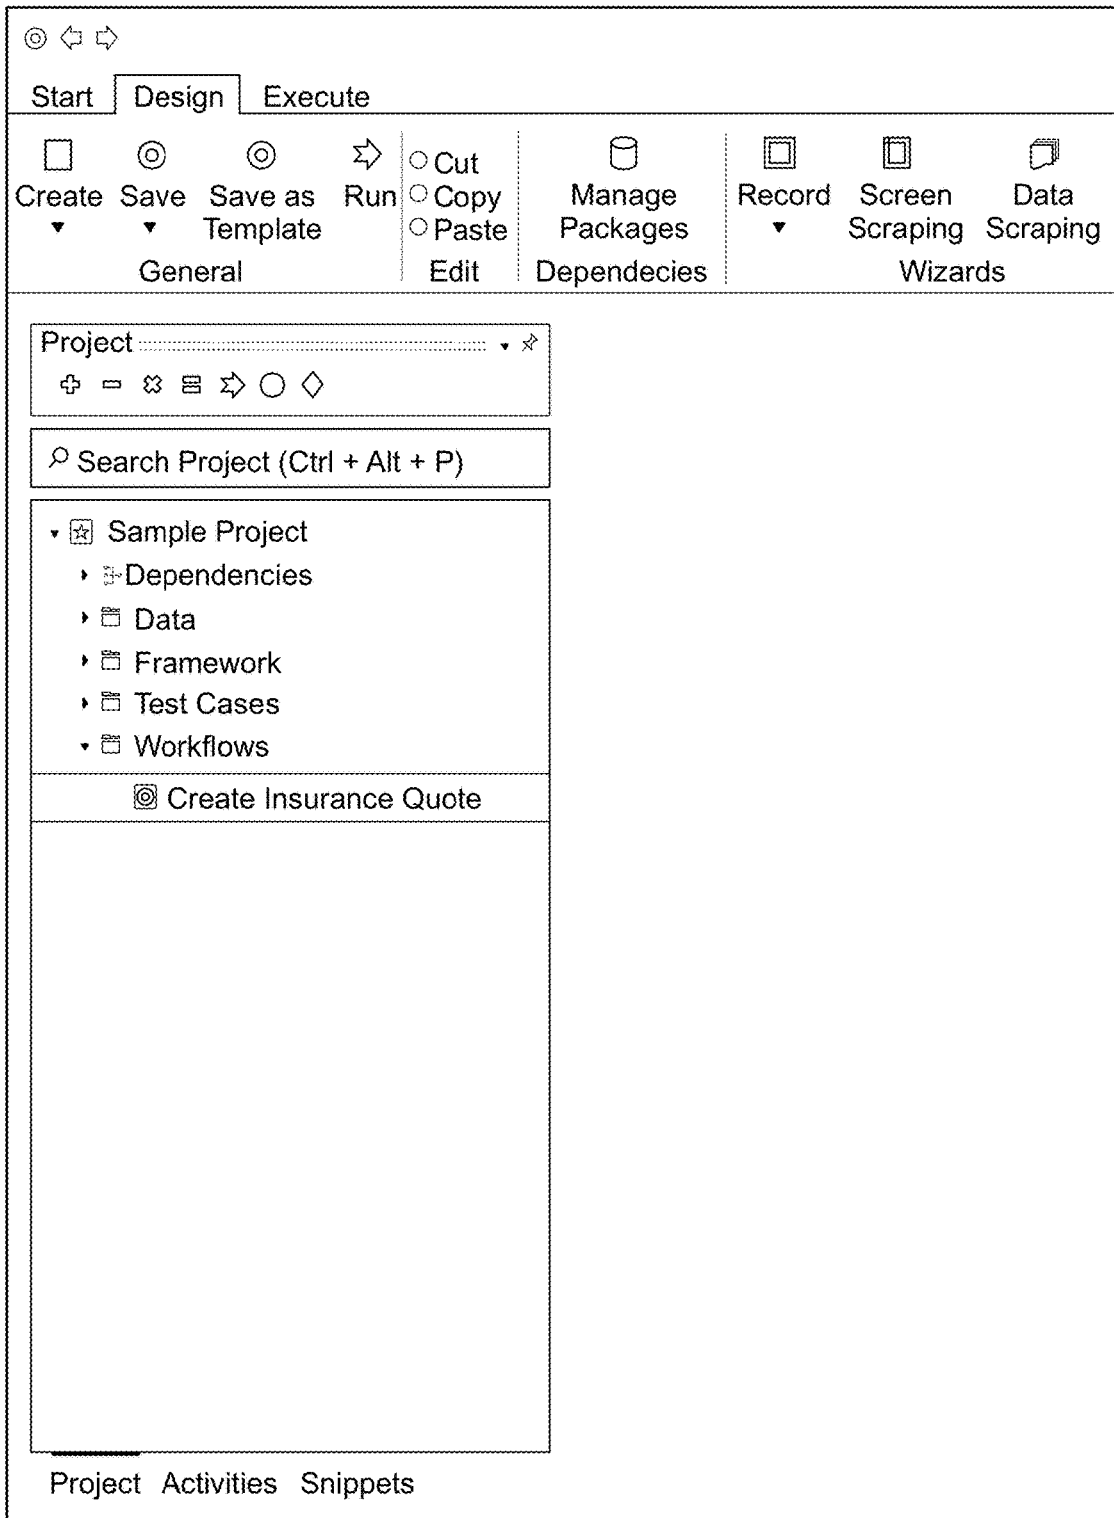 Start Design Execute
Create Save Save as Template Run
Cut
Copy
Paste
Manage Packages
Record Screen Scraping Data Scraping
General Edit Dependecies Wizards
Project
Search Project (Ctrl + Alt + P)
Sample Project
Dependencies
Data
Framework
Test Cases
Workflows
Create Insurance Quote
Project Activities Snippets